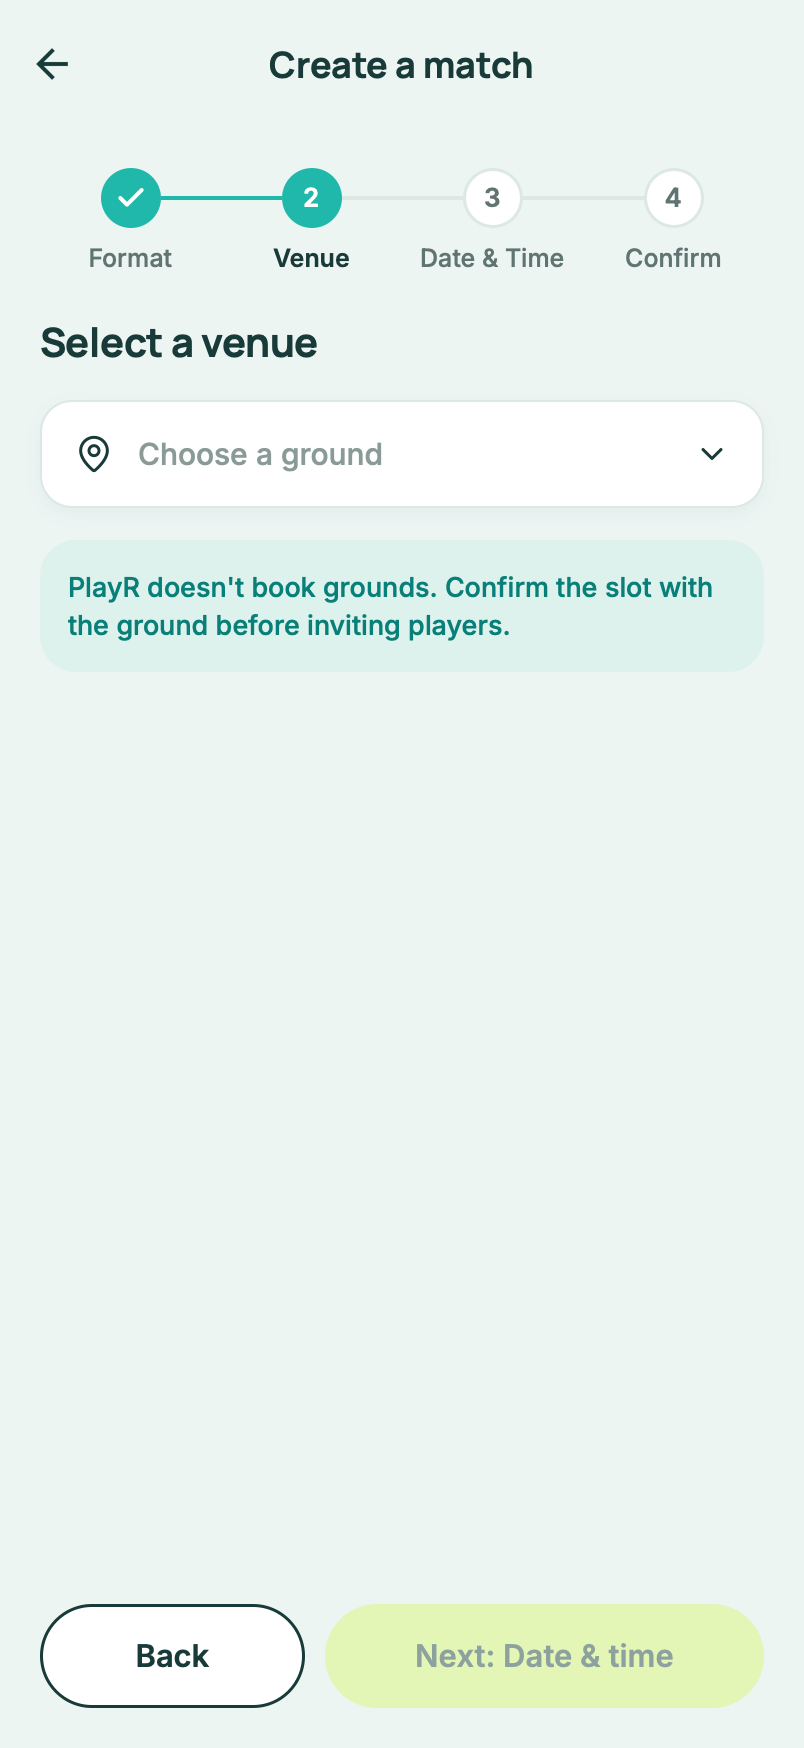 Create a match
2
3
4
Format
Venue
Date & Time
Confirm
Select a venue
Choose a ground
PlayR doesn't book grounds. Confirm the slot with
the ground before inviting players.
Back
Next: Date & time